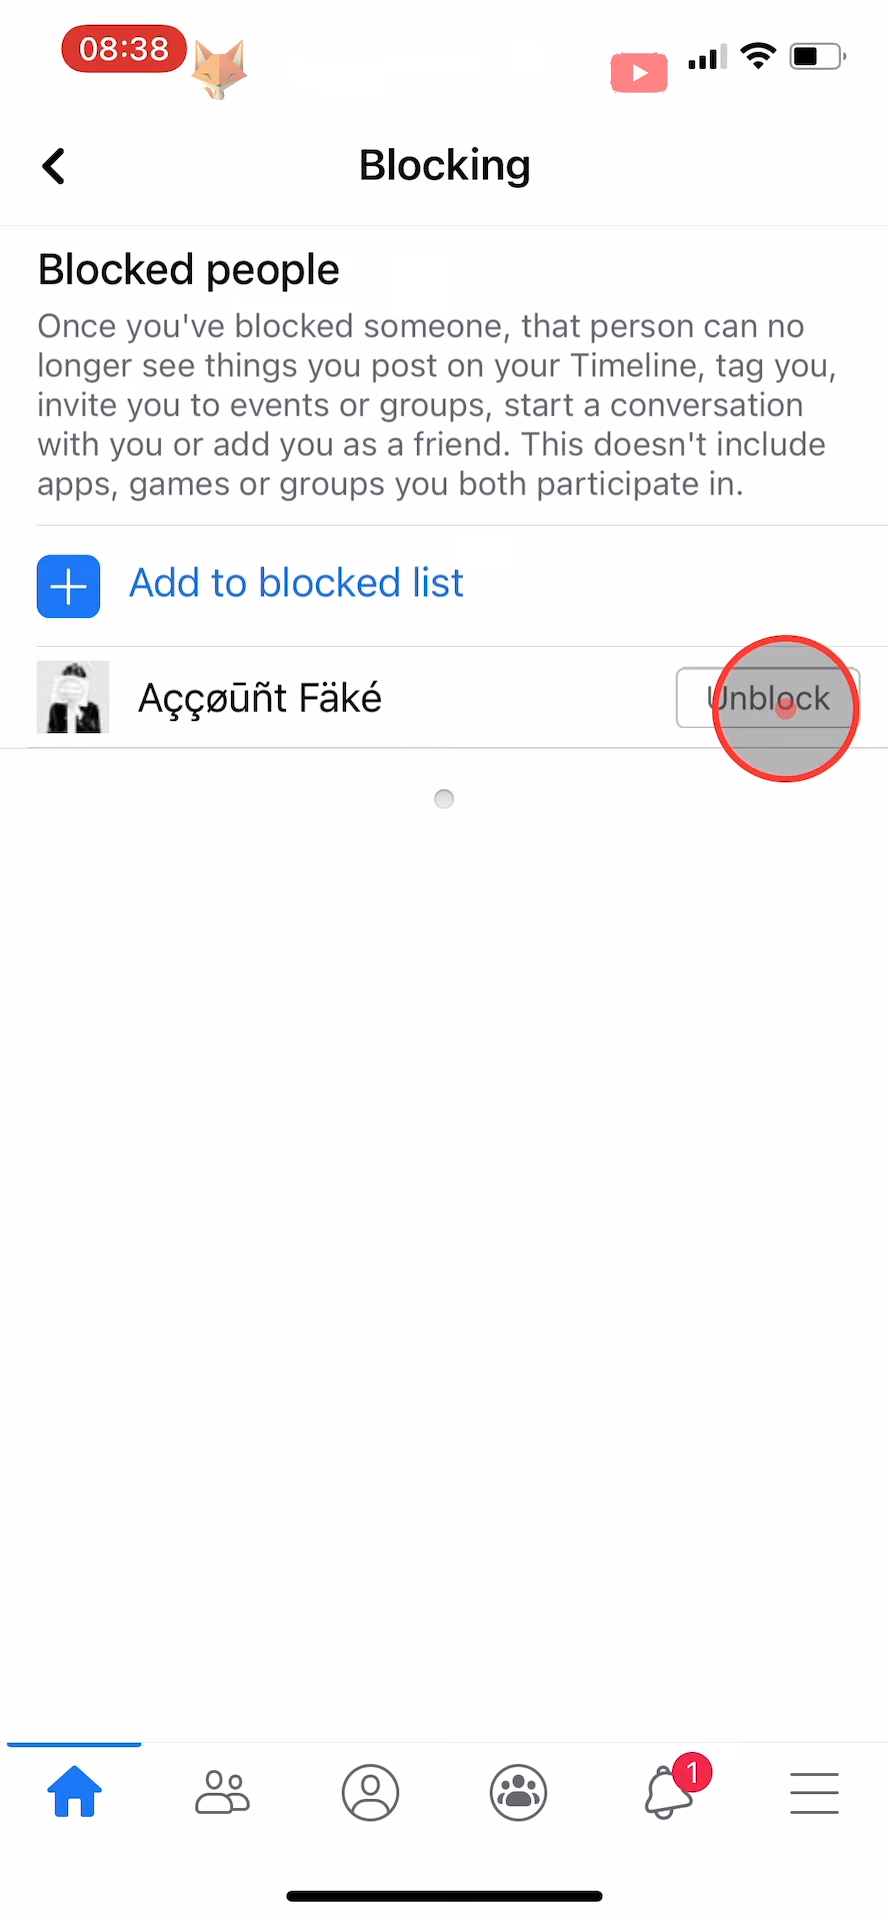 08:38
Blocking
Blocked people
Once you've blocked someone, that person can no
longer see things you post on your Timeline, tag you,
invite you to events or groups, start a conversation
with you or add you as a friend. This doesn't include
apps, games or groups you both participate in.
Add to blocked list
Aççøūñt Fäké
Unblock
1